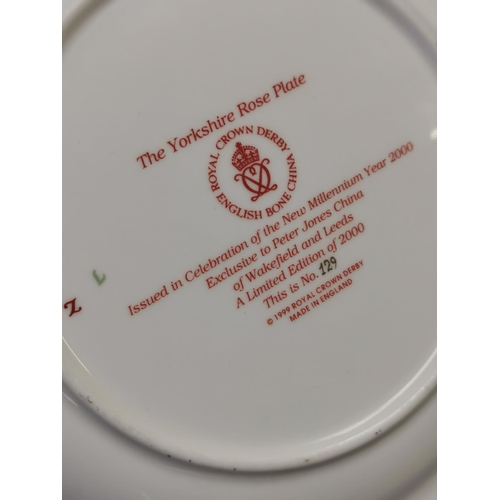 The Yorkshire Rose Plate
ROYAL CROWN DERBY
ENGLISH BONE CHINA
Issued in Celebration of the New Millennium Year 2000
Exclusive to Peter Jones China
of Wakefield and Leeds
A Limited Edition of 2000
This is No. 129
© 1999 ROYAL CROWN DERBY
MADE IN ENGLAND
Z